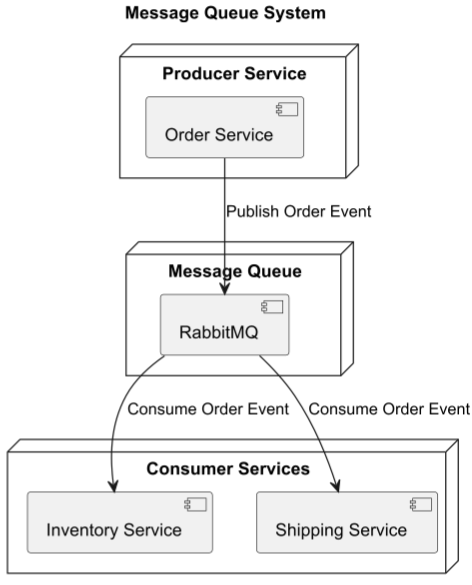 Message Queue System
Producer Service
Order Service
Publish Order Event
Message Queue
RabbitMQ
Consume Order Event
Consume Order Event
Consumer Services
Inventory Service
Shipping Service